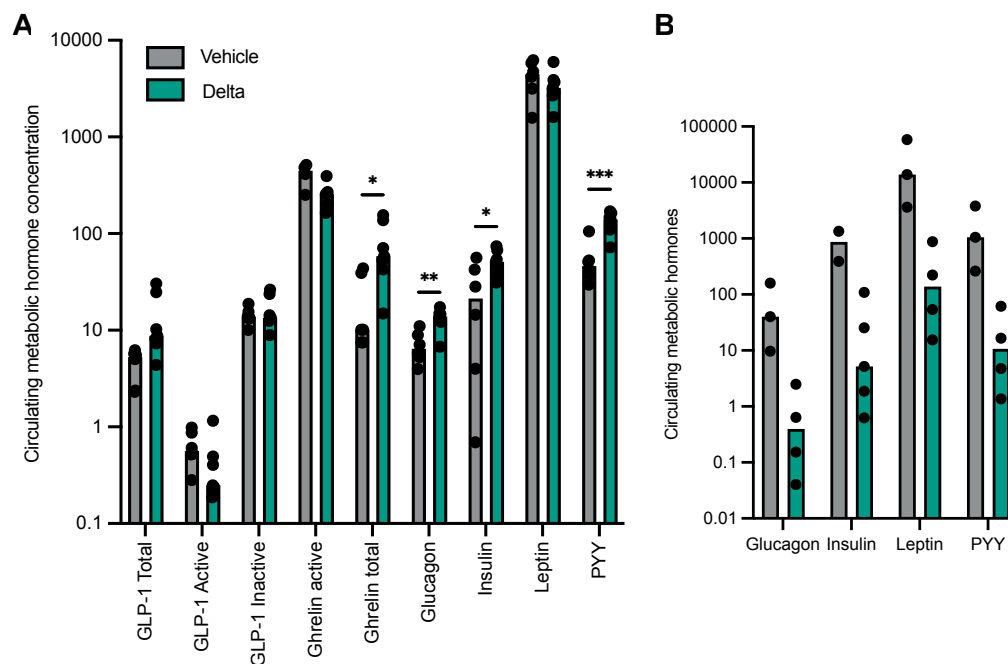 A
Circulating metabolic hormone concentration
10000
1000
100
10
1
0.1
Vehicle
Delta
*
**
*
***
GLP-1 Total
GLP-1 Active
GLP-1 Inactive
Ghrelin active
Ghrelin total
Glucagon
Insulin
Leptin
PYY
B
Circulating metabolic hormones
100000
10000
1000
100
10
1
0.1
0.01
Glucagon
Insulin
Leptin
PYY